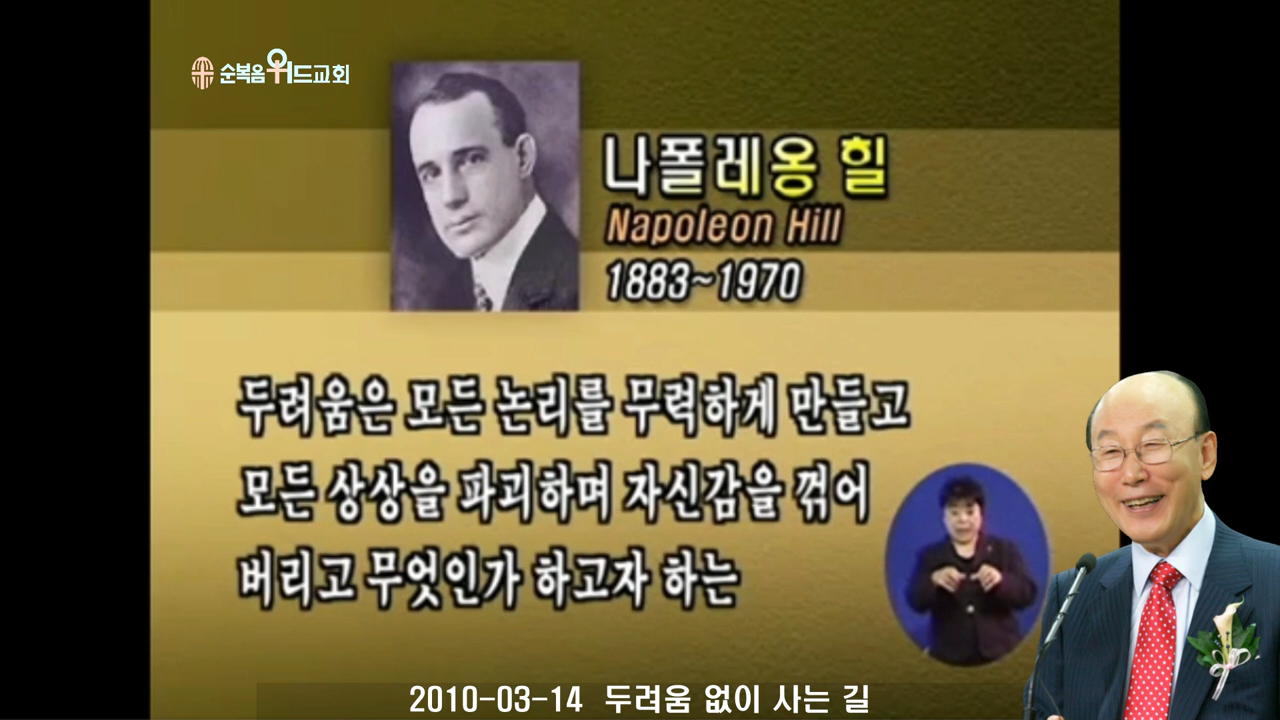 순복음워드교회
나폴레옹 힐
Napoleon Hill
1883~1970
두려움은 모든 논리를 무력하게 만들고
모든 상상을 파괴하며 자신감을 꺾어
버리고 무엇인가 하고자 하는
2010-03-14 두려움 없이 사는 길